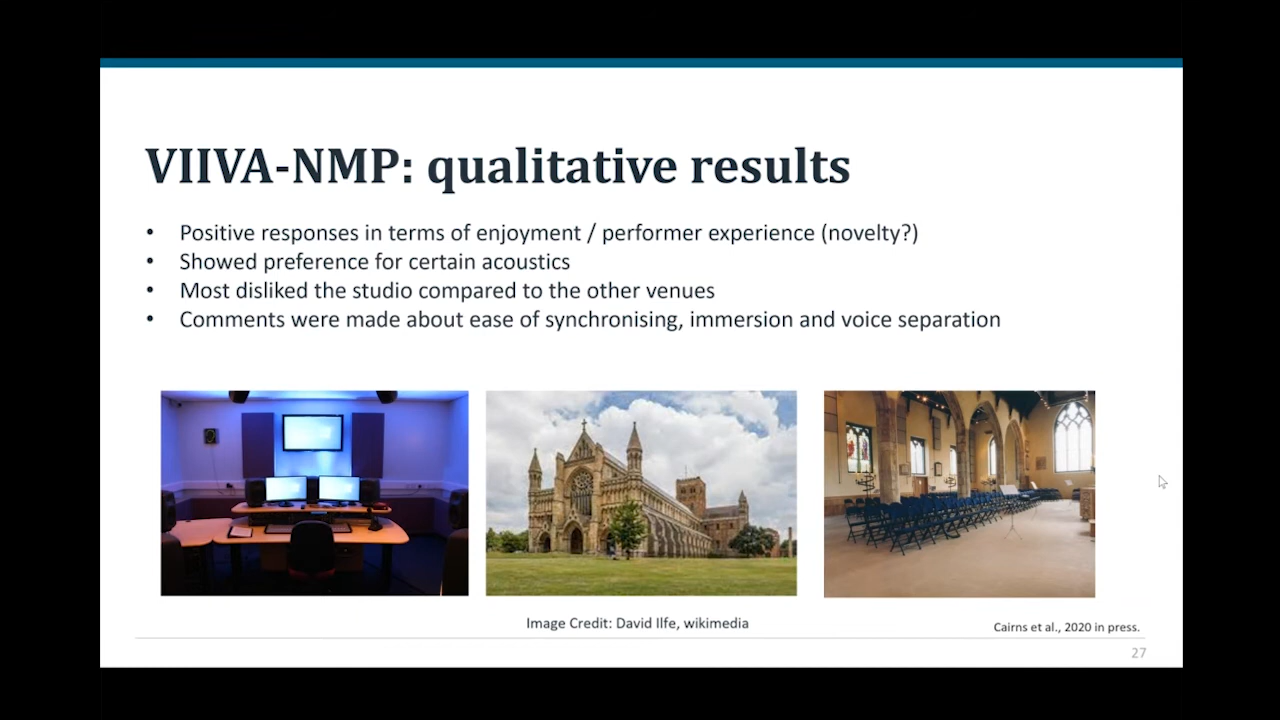 VIIVA-NMP: qualitative results
• Positive responses in terms of enjoyment / performer experience (novelty?)
• Showed preference for certain acoustics
• Most disliked the studio compared to the other venues
• Comments were made about ease of synchronising, immersion and voice separation
Image Credit: David Ilfe, wikimedia
Cairns et al., 2020 in press.
27